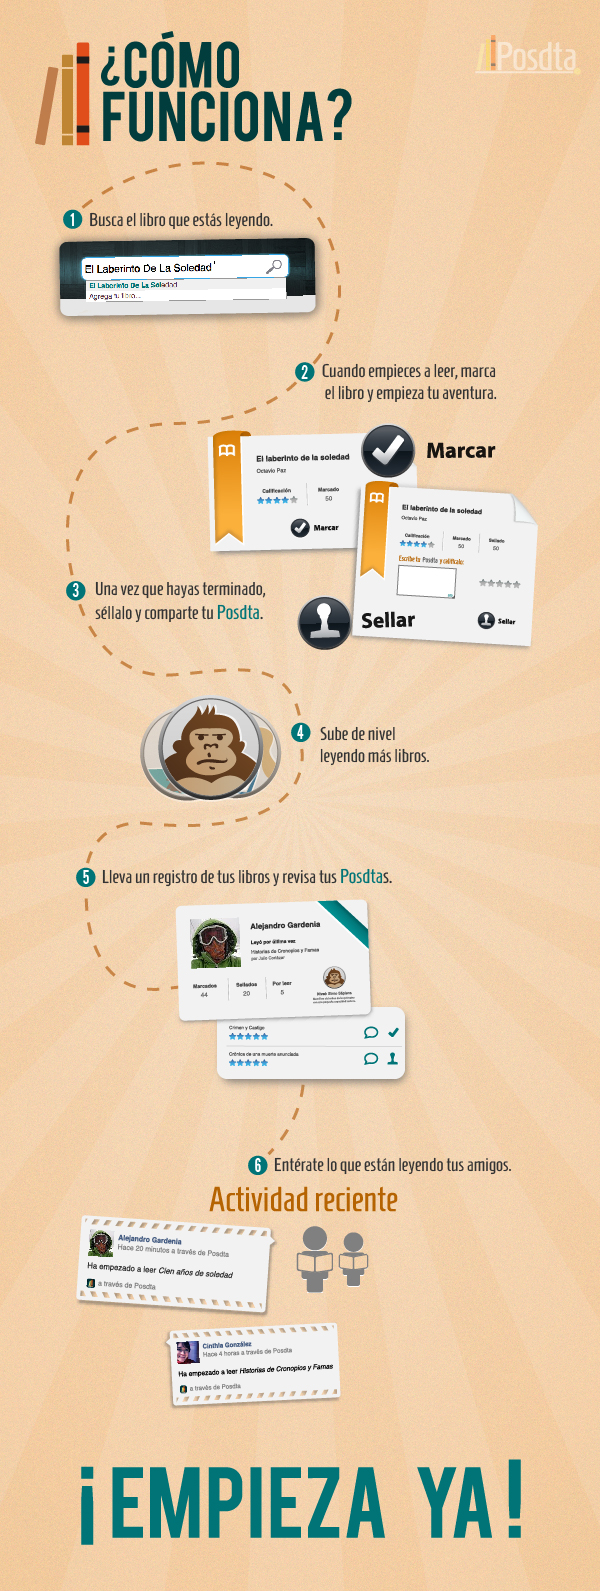 ¿CÓMO
FUNCIONA?
Posdta
1 Busca el libro que estás leyendo.
El Laberinto De La Soledad
El Laberinto De La Soledad
Agrega tu libro...
2 Cuando empieces a leer, marca
el libro y empieza tu aventura.
El laberinto de la soledad
Octavio Paz
Calificación Marcado
50
Marcar
Marcar
El laberinto de la soledad
Octavio Paz
Calificación Marcado Sellado
50 50
Escribe tu Posdta y califícalo:
Sellar
3 Una vez que hayas terminado,
séllalo y comparte tu Posdta.
Sellar
4 Sube de nivel
leyendo más libros.
5 Lleva un registro de tus libros y revisa tus Posdtas.
Alejandro Gardenia
Leyó por última vez
Historias de Cronopios y Famas
por Julio Cortázar
Marcados Sellados Por leer
44 20 5
Crimen y Castigo
Crónica de una muerte anunciada
6 Entérate lo que están leyendo tus amigos.
Actividad reciente
Alejandro Gardenia
Hace 20 minutos a través de Posdta
Ha empezado a leer Cien años de soledad
a través de Posdta
Cinthia González
Hace 4 horas a través de Posdta
Ha empezado a leer Historias de Cronopios y Famas
a través de Posdta
¡EMPIEZA YA!